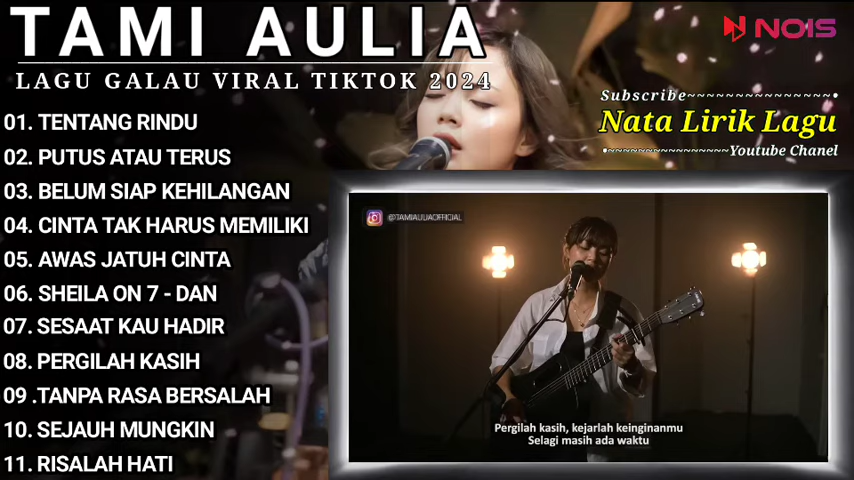 TAMI AULIA
LAGU GALAU VIRAL TIKTOK 2024
NOIS
Subscribe~~~~~~~~~~~~~~~•
Nata Lirik Lagu
•~~~~~~~~~~~~~~~Youtube Chanel
01. TENTANG RINDU
02. PUTUS ATAU TERUS
03. BELUM SIAP KEHILANGAN
04. CINTA TAK HARUS MEMILIKI
05. AWAS JATUH CINTA
06. SHEILA ON 7 - DAN
07. SESAAT KAU HADIR
08. PERGILAH KASIH
09 .TANPA RASA BERSALAH
10. SEJAUH MUNGKIN
11. RISALAH HATI
@TAMIAULIAOFFICIAL
Pergilah kasih, kejarlah keinginanmu
Selagi masih ada waktu